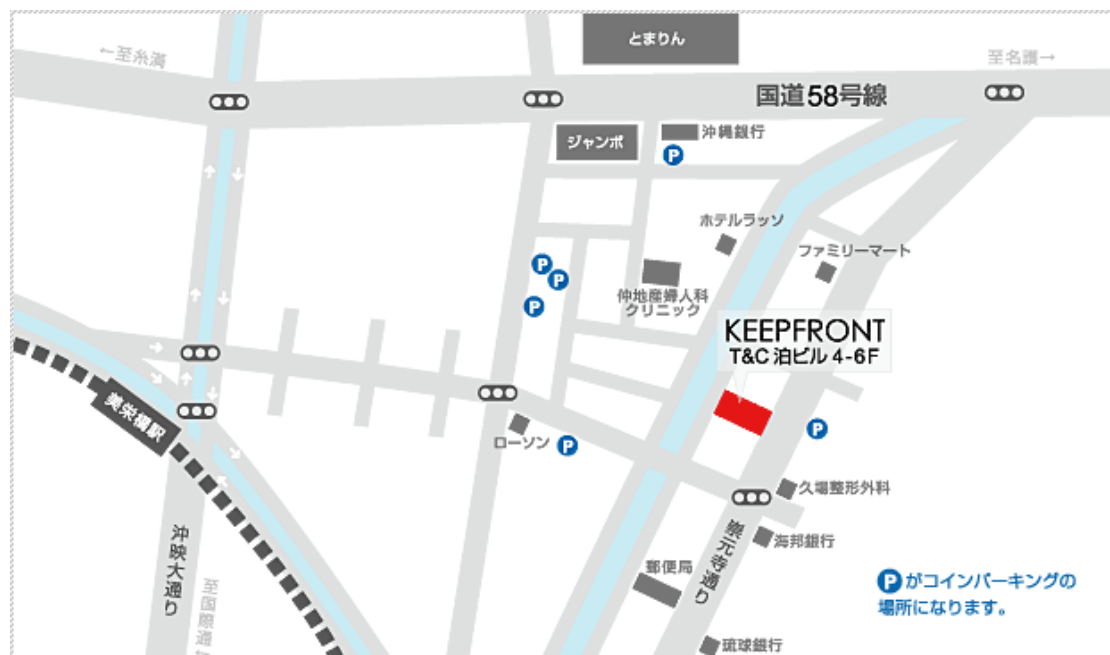 とまりん
←至糸満
至名護→
国道58号線
ジャンボ
沖縄銀行
P
ホテルラッソ
ファミリーマート
P
P
P
仲地産婦人科
クリニック
KEEPFRONT
T&C 泊ビル 4-6F
美栄橋駅
ローソン
P
P
久場整形外科
海邦銀行
崇元寺通り
沖映大通り
郵便局
至国際通り
Pがコインパーキングの
場所になります。
琉球銀行